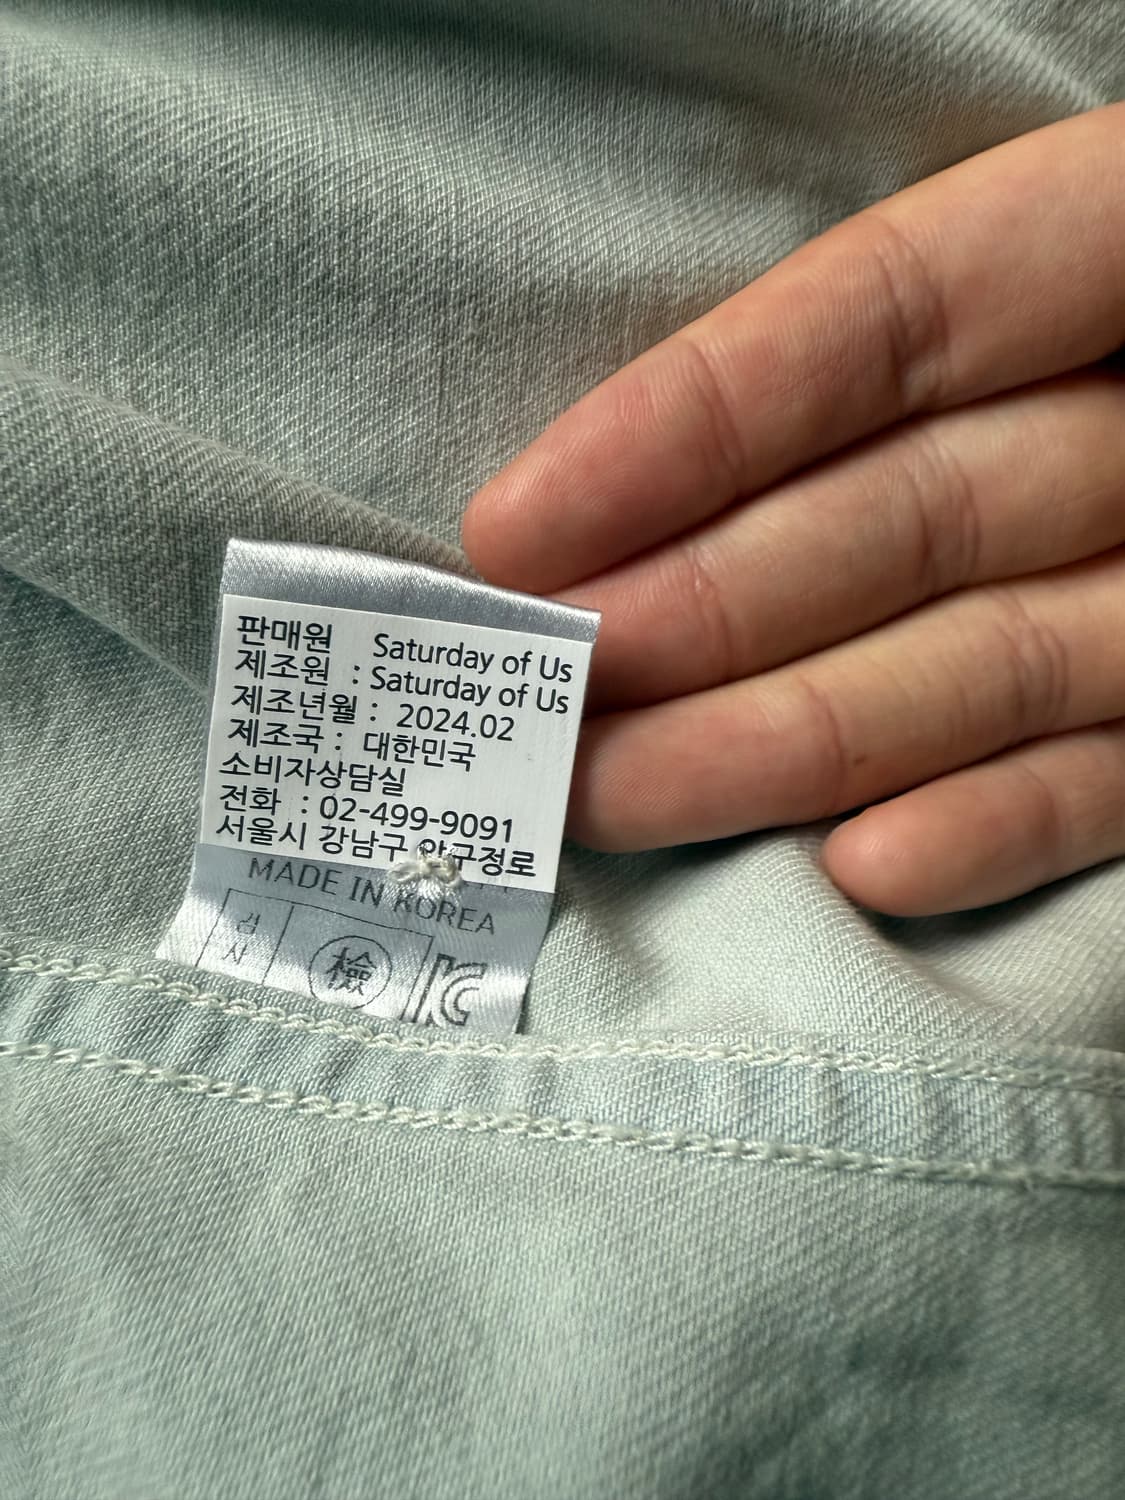 판매원 Saturday of Us
제조원 : Saturday of Us
제조년월 : 2024.02
제조국 : 대한민국
소비자상담실
전화 : 02-499-9091
서울시 강남구 압구정로
MADE IN KOREA
검사
檢
KC